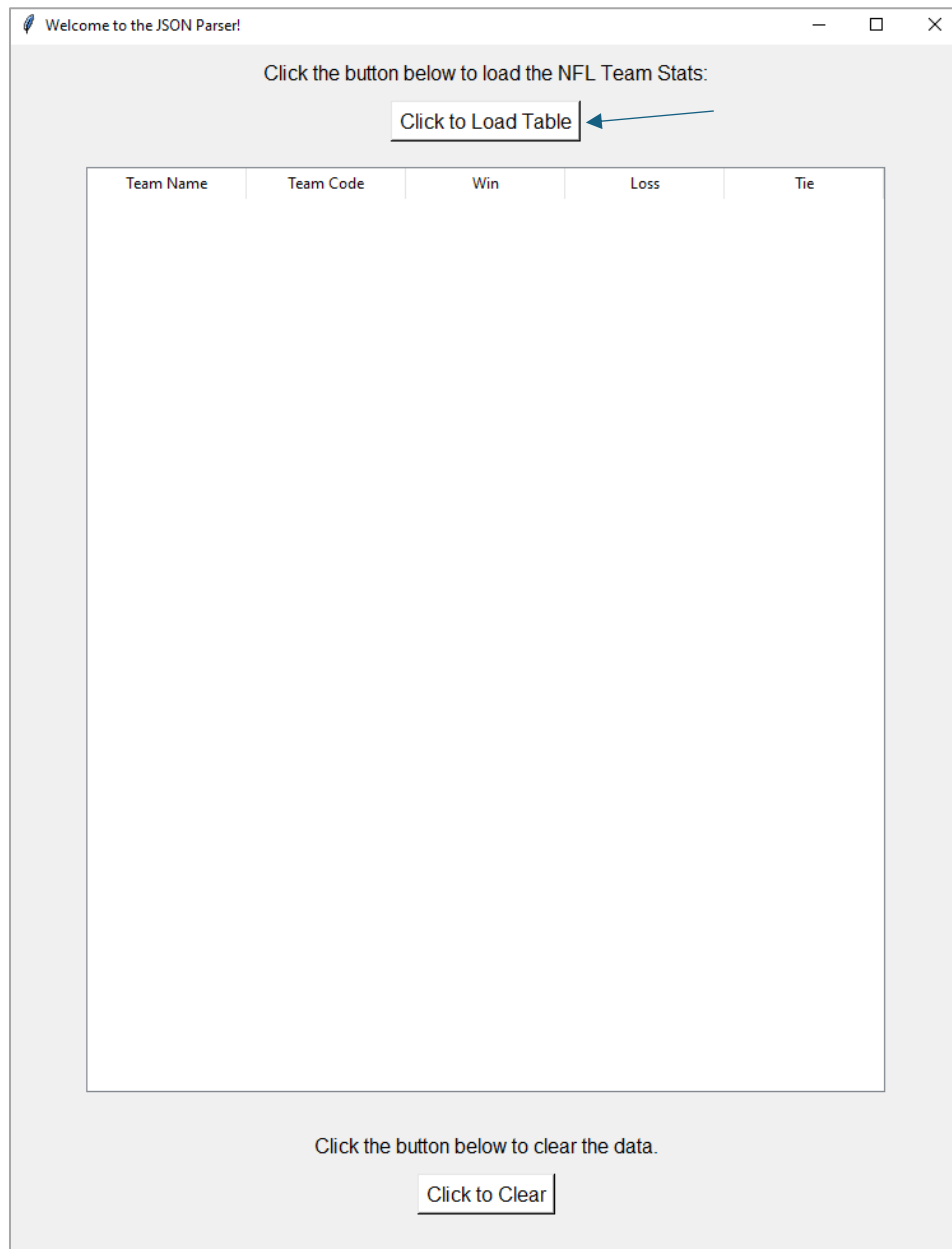 Welcome to the JSON Parser!
Click the button below to load the NFL Team Stats:
Click to Load Table
Team Name Team Code Win Loss Tie
Click the button below to clear the data.
Click to Clear